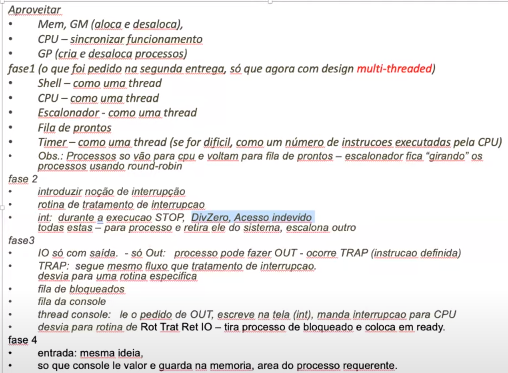 Aproveitar
• Mem, GM (aloca e desaloca),
• CPU – sincronizar funcionamento
• GP (cria e desaloca processos)
fase1 (o que foi pedido na segunda entrega, só que agora com design multi-threaded)
• Shell – como uma thread
• CPU – como uma thread
• Escalonador - como uma thread
• Fila de prontos
• Timer – como uma thread (se for dificil, como um número de instrucoes executadas pela CPU)
• Obs.: Processos so vão para cpu e voltam para fila de prontos – escalonador fica “girando” os
processos usando round-robin
fase 2
• introduzir noção de interrupção
• rotina de tratamento de interrupcao
• int: durante a execucao STOP, DivZero, Acesso indevido
todas estas – para processo e retira ele do sistema, escalona outro
fase3
• IO só com saída. - só Out: processo pode fazer OUT - ocorre TRAP (instrucao definida)
• TRAP: segue mesmo fluxo que tratamento de interrupcao.
desvia para uma rotina especifica
• fila de bloqueados
• fila da console
• thread console: le o pedido de OUT, escreve na tela (int), manda interrupcao para CPU
• desvia para rotina de Rot Trat Ret IO – tira processo de bloqueado e coloca em ready.
fase 4
• entrada: mesma ideia,
• so que console le valor e guarda na memoria, area do processo requerente.